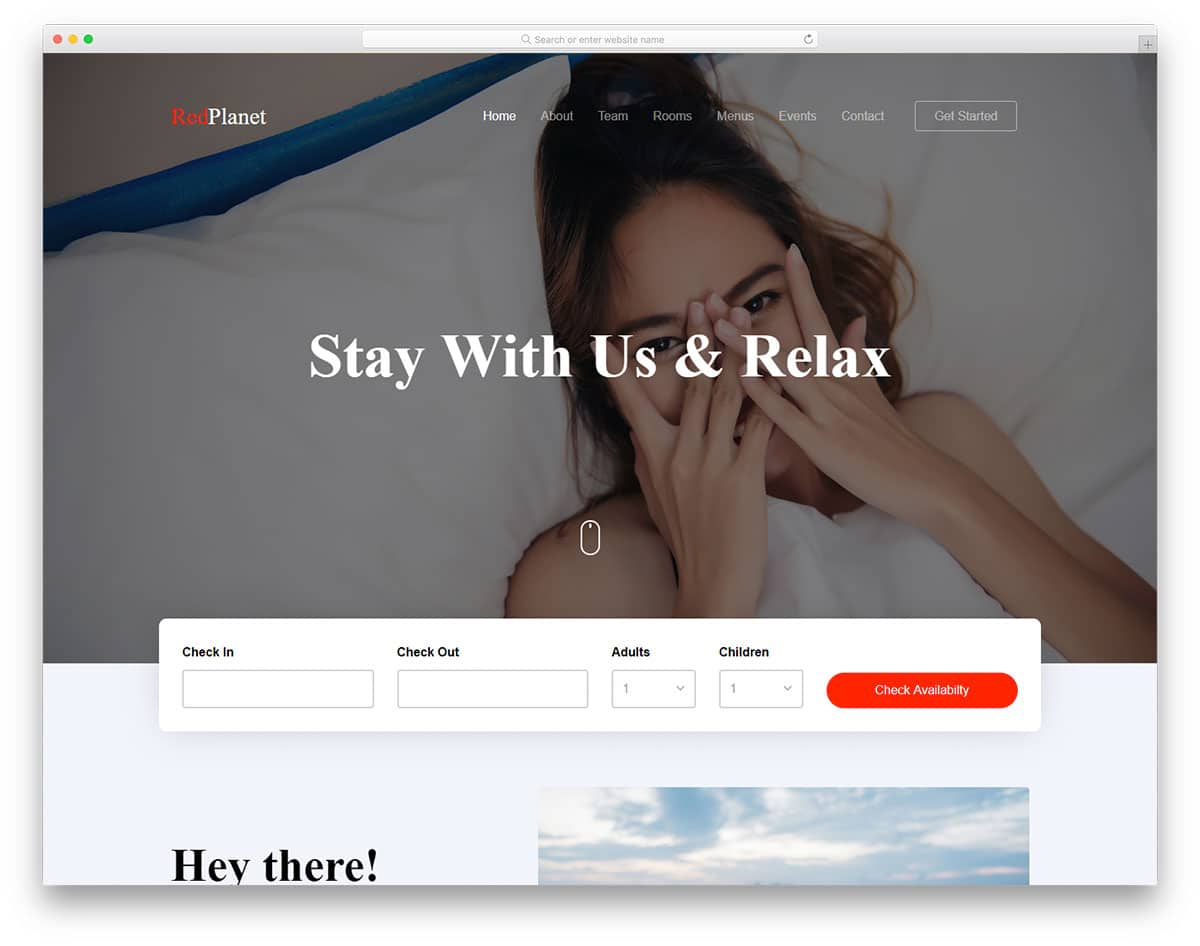 Search or enter website name
RedPlanet
Home About Team Rooms Menus Events Contact Get Started
Stay With Us & Relax
Check In Check Out Adults Children
1 1 Check Availabilty
Hey there!